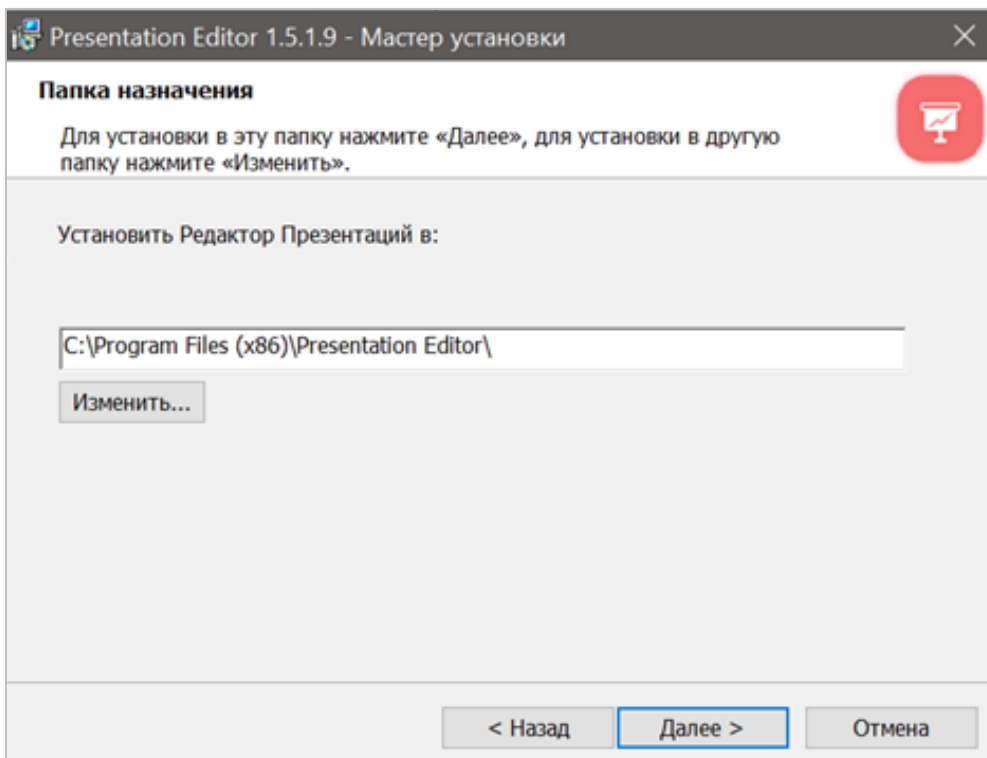 Presentation Editor 1.5.1.9 - Мастер установки
Папка назначения
Для установки в эту папку нажмите «Далее», для установки в другую
папку нажмите «Изменить».
Установить Редактор Презентаций в:
C:\Program Files (x86)\Presentation Editor\
Изменить...
< Назад
Далее >
Отмена